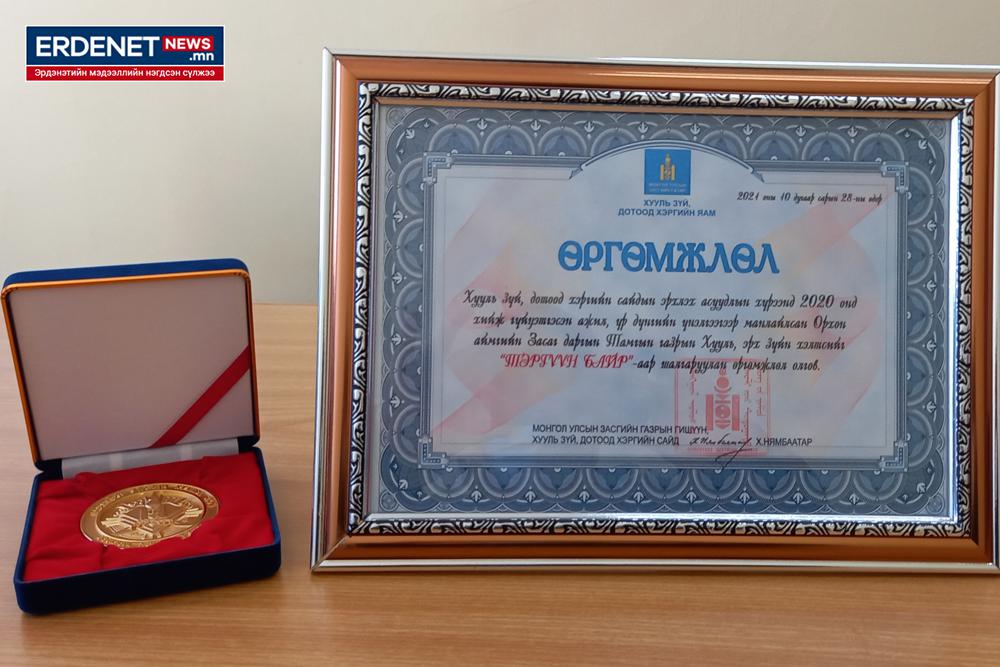 ERDENET NEWS.mn
Эрдэнэтийн мэдээллийн нэгдсэн сүлжээ
ХУУЛЬ ЗҮЙ,
ДОТООД ХЭРГИЙН ЯАМ
2021 оны 10 дугаар сарын 28-ны өдөр
ӨРГӨМЖЛӨЛ
Хууль зүй, дотоод хэргийн сайдын эрхлэх асуудлын хүрээнд 2020 онд
хийж гүйцэтгэсэн ажил, үр дүнгийн үнэлгээгээр манлайлсан Орхон
аймгийн Засаг даргын Тамгын газрын Хууль, эрх зүйн хэлтсийг
"ТЭРГҮҮН БАЙР"-аар шалгаруулан өргөмжлөл олгов.
МОНГОЛ УЛСЫН ЗАСГИЙН ГАЗРЫН ГИШҮҮН,
ХУУЛЬ ЗҮЙ, ДОТООД ХЭРГИЙН САЙД Х.НЯМБААТАР